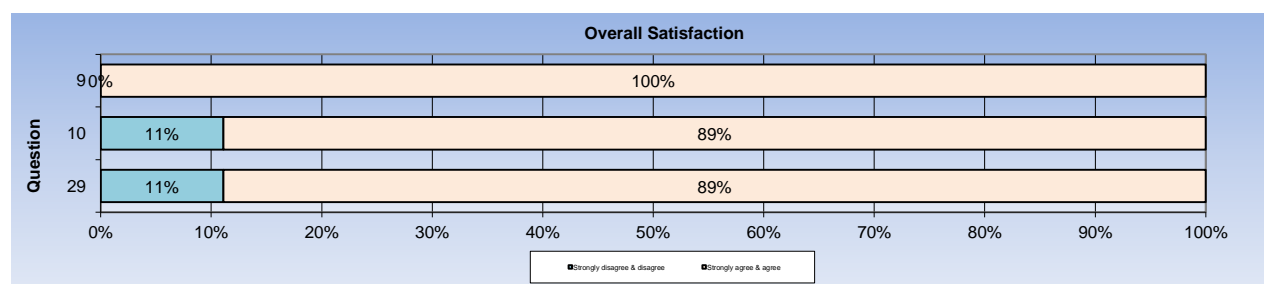 Overall Satisfaction
9 0% 100%
10 11% 89%
29 11% 89%
Question
0% 10% 20% 30% 40% 50% 60% 70% 80% 90% 100%
Strongly disagree & disagree Strongly agree & agree